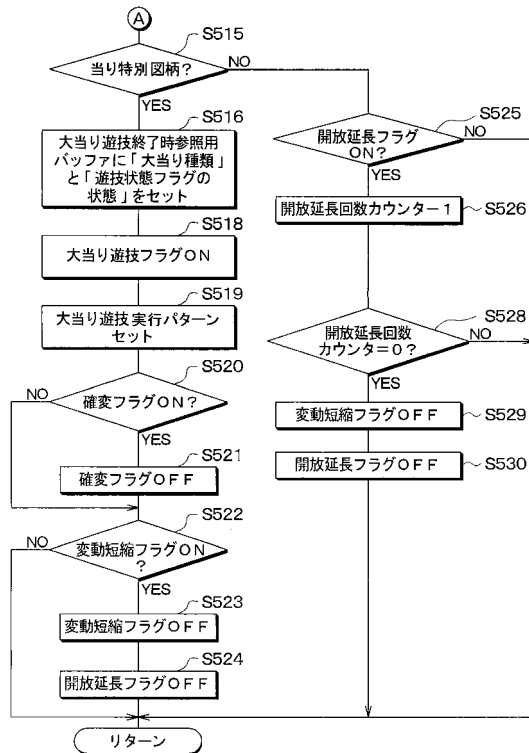 A
S515
当り特別図柄？
NO
YES
S516
大当り遊技終了時参照用
バッファに「大当り種類」
と「遊技状態フラグの
状態」をセット
S518
大当り遊技フラグON
S519
大当り遊技実行パターン
セット
S520
NO
確変フラグON？
YES
S521
確変フラグOFF
S522
NO
変動短縮フラグON
？
YES
S523
変動短縮フラグOFF
S524
開放延長フラグOFF
リターン
S525
開放延長フラグ
ON？
NO
YES
S526
開放延長回数カウンター1
S528
開放延長回数
カウンタ=0？
NO
YES
S529
変動短縮フラグOFF
S530
開放延長フラグOFF